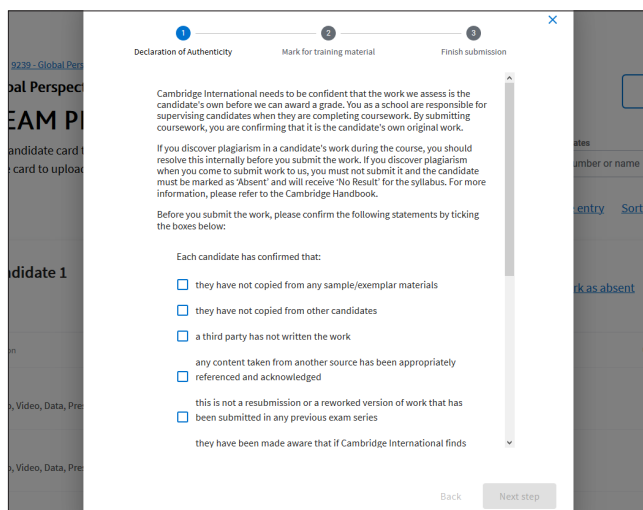 1
2
3
Declaration of Authenticity
Mark for training material
Finish submission
Cambridge International needs to be confident that the work we assess is the
candidate's own before we can award a grade. You as a school are responsible for
supervising candidates when they are completing coursework. By submitting
coursework, you are confirming that it is the candidate's own original work.
If you discover plagiarism in a candidate's work during the course, you should
resolve this internally before you submit the work. If you discover plagiarism
when you come to submit work to us, you must not submit it and the candidate
must be marked as 'Absent' and will receive 'No Result' for the syllabus. For more
information, please refer to the Cambridge Handbook.
Before you submit the work, please confirm the following statements by ticking
the boxes below:
Each candidate has confirmed that:
they have not copied from any sample/exemplar materials
they have not copied from other candidates
a third party has not written the work
any content taken from another source has been appropriately
referenced and acknowledged
this is not a resubmission or a reworked version of work that has
been submitted in any previous exam series
they have been made aware that if Cambridge International finds
Back
Next step
9239 - Global Pers
bal Perspect
EAM P
andidate card t
e card to upload
ndidate 1
on
o, Video, Data, Pre
o, Video, Data, Pre
ates
umber or name
entry
Sort
rk as absent